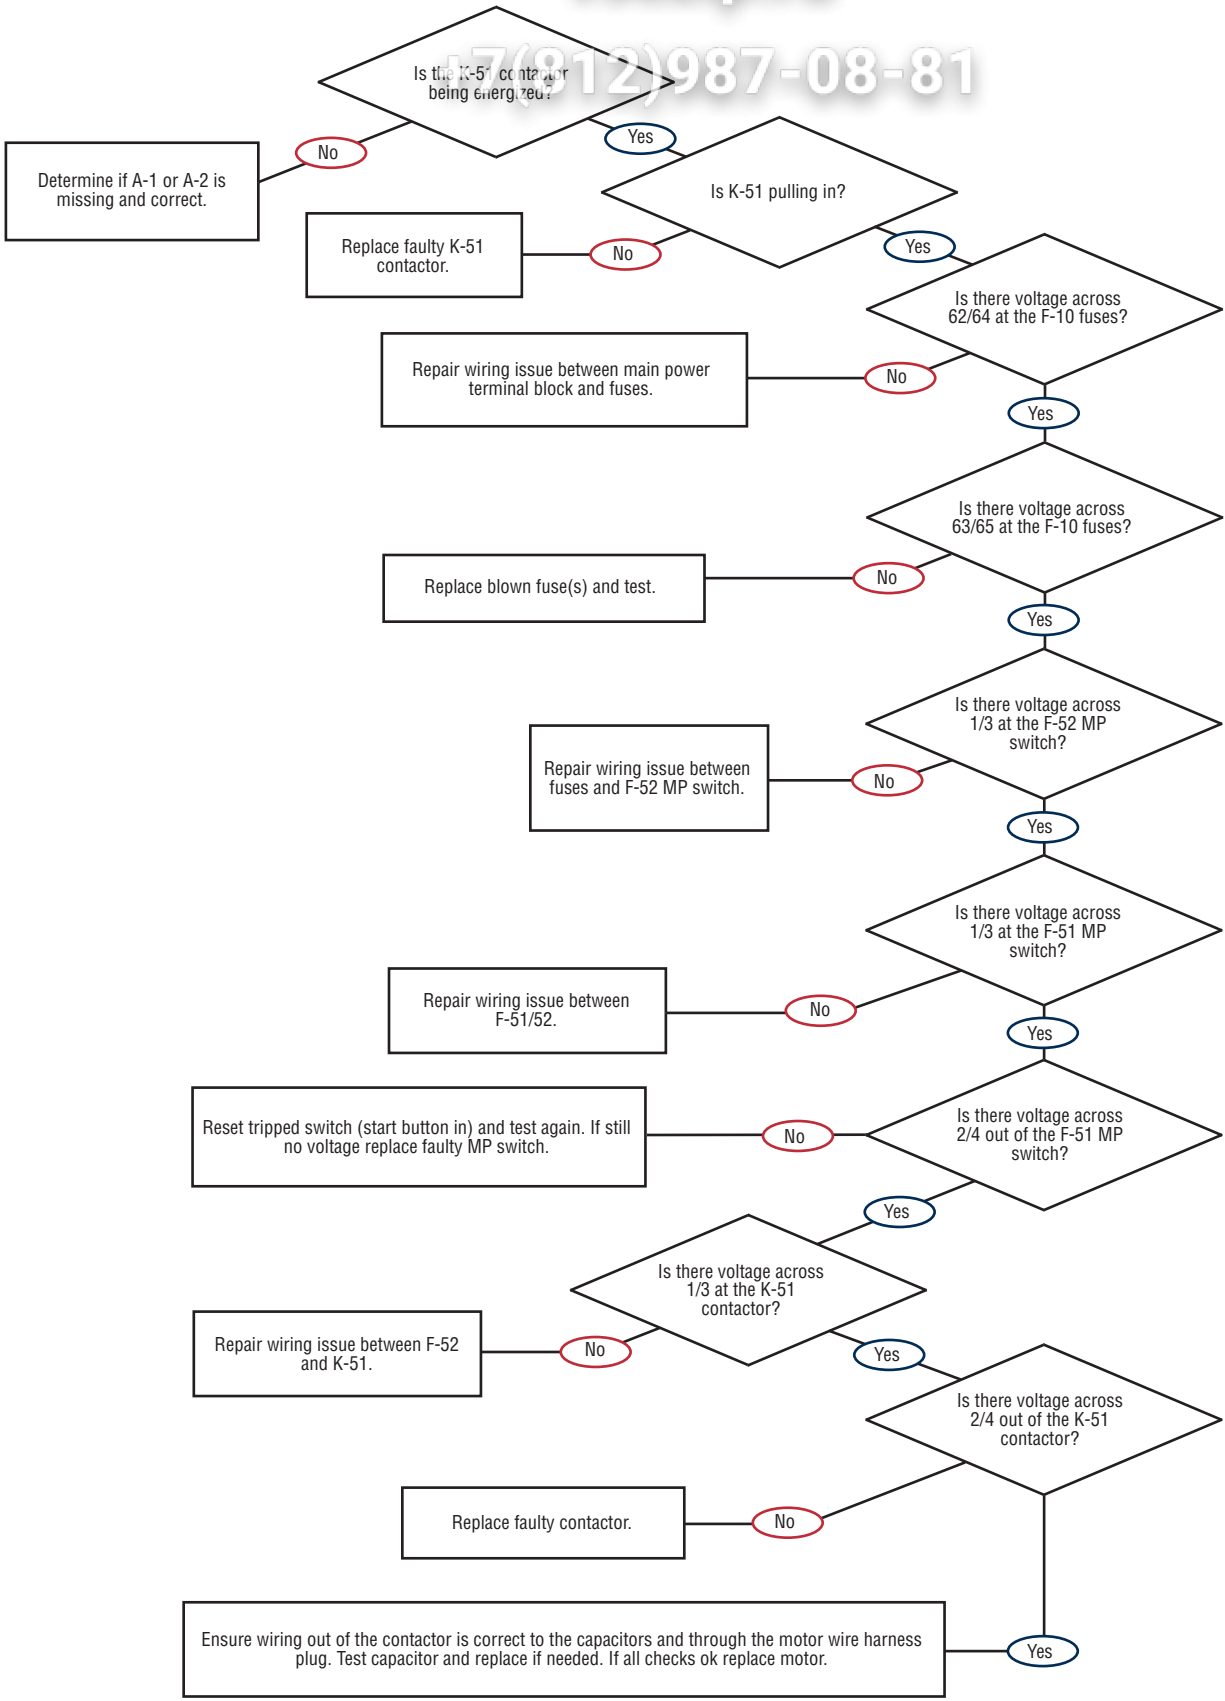 +7(812)987-08-81
Is the K-51 contactor
being energized?
No
Yes
Determine if A-1 or A-2 is
missing and correct.
Is K-51 pulling in?
Replace faulty K-51
contactor.
No
Yes
Is there voltage across
62/64 at the F-10 fuses?
Repair wiring issue between main power
terminal block and fuses.
No
Yes
Is there voltage across
63/65 at the F-10 fuses?
Replace blown fuse(s) and test.
No
Yes
Is there voltage across
1/3 at the F-52 MP
switch?
Repair wiring issue between
fuses and F-52 MP switch.
No
Yes
Is there voltage across
1/3 at the F-51 MP
switch?
Repair wiring issue between
F-51/52.
No
Yes
Is there voltage across
2/4 out of the F-51 MP
switch?
Reset tripped switch (start button in) and test again. If still
no voltage replace faulty MP switch.
No
Yes
Is there voltage across
1/3 at the K-51
contactor?
Repair wiring issue between F-52
and K-51.
No
Yes
Is there voltage across
2/4 out of the K-51
contactor?
Replace faulty contactor.
No
Ensure wiring out of the contactor is correct to the capacitors and through the motor wire harness
plug. Test capacitor and replace if needed. If all checks ok replace motor.
Yes